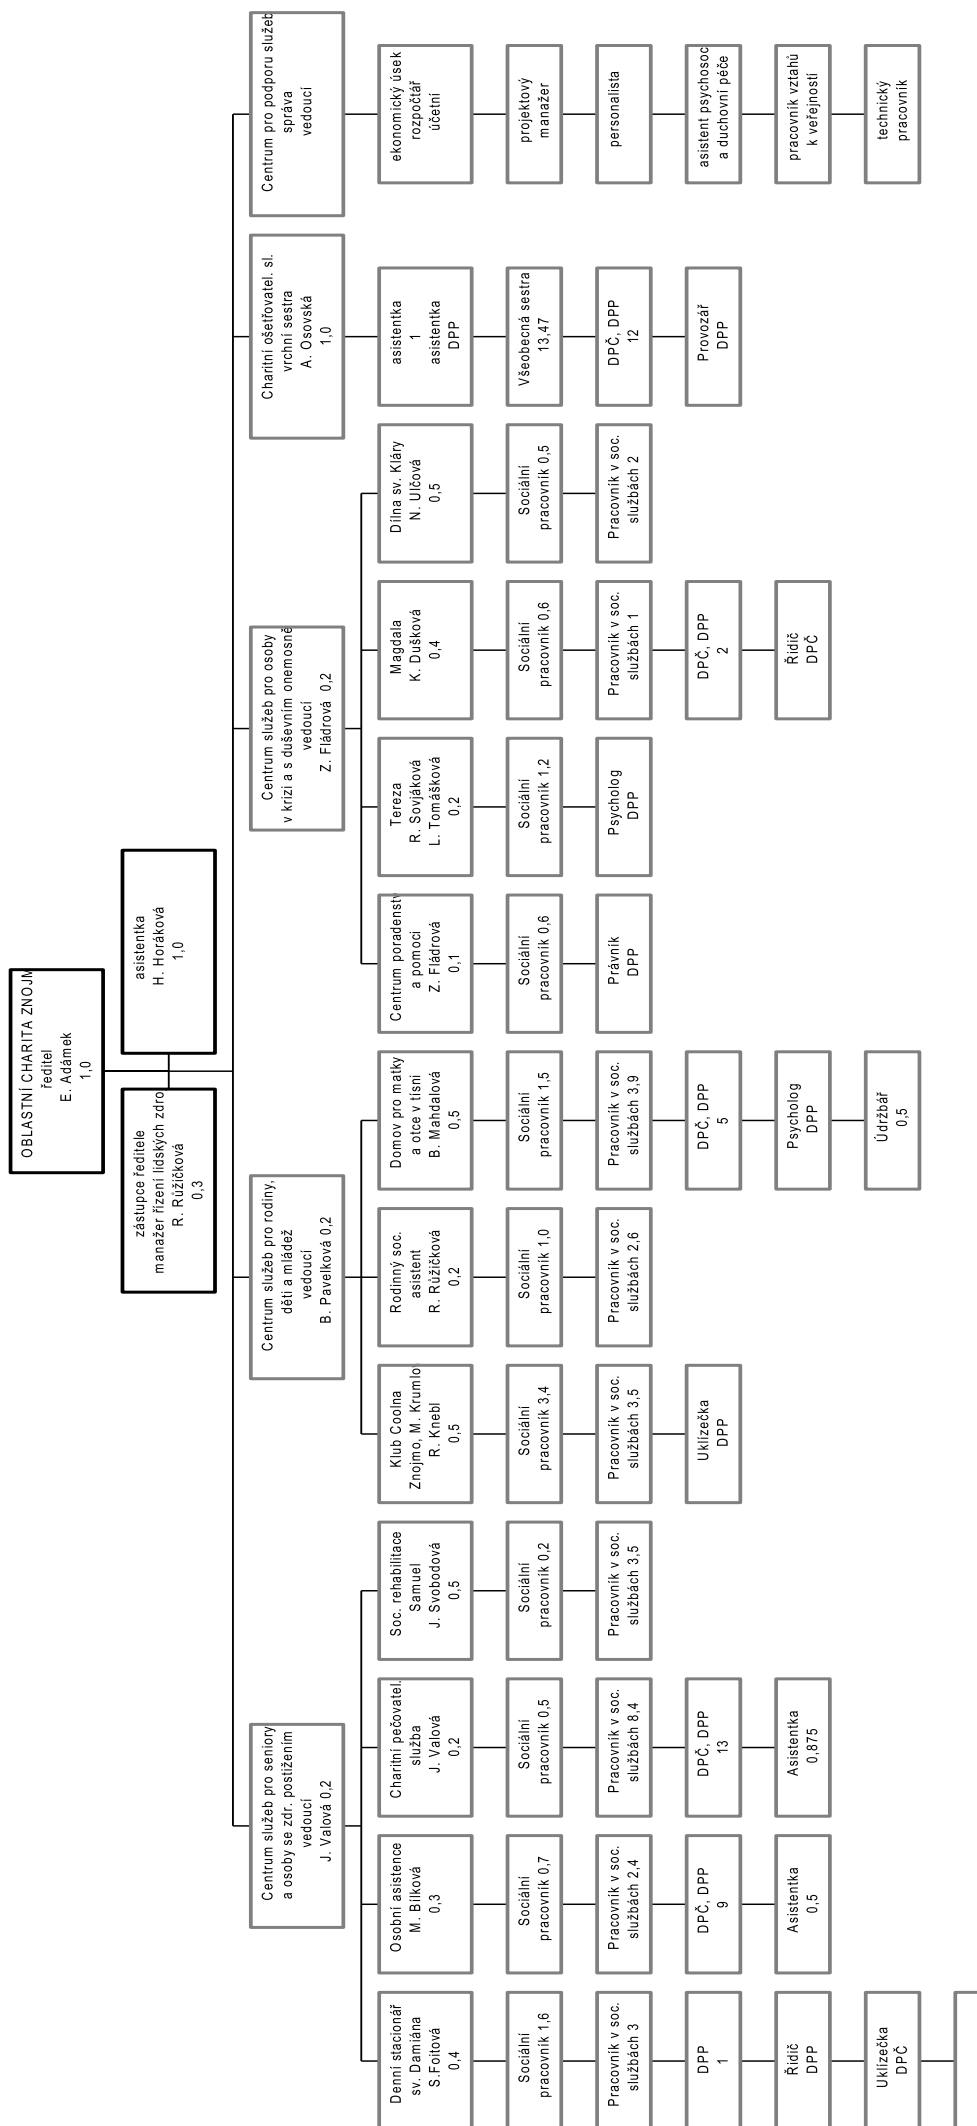 OBLASTNÍ CHARITA ZNOJM
ředitel
E. Adámek
1,0
zástupce ředitele
manažer řízení lidských zdro
R. Růžičková
0,3
asistentka
H. Horáková
1,0
Centrum služeb pro seniory
a osoby se zdr. postižením
vedoucí
J. Valová 0,2
Denní stacionář
sv. Damiána
S.Foitová
0,4
Sociální
pracovník 1,6
Pracovník v soc.
službách 3
DPP
1
Řidič
DPP
Uklízečka
DPČ
Osobní asistence
M. Bílková
0,3
Sociální
pracovník 0,7
Pracovník v soc.
službách 2,4
DPČ, DPP
9
Asistentka
0,5
Charitní pečovatel.
služba
J. Valová
0,2
Sociální
pracovník 0,5
Pracovník v soc.
službách 8,4
DPČ, DPP
13
Asistentka
0,875
Soc. rehabilitace
Samuel
J. Svobodová
0,5
Sociální
pracovník 0,2
Pracovník v soc.
službách 3,5
Centrum služeb pro rodiny,
děti a mládež
vedoucí
B. Pavelková 0,2
Klub Coolna
Znojmo, M. Krumlo
R. Knebl
0,5
Sociální
pracovník 3,4
Pracovník v soc.
službách 3,5
Uklízečka
DPP
Rodinný soc.
asistent
R. Růžičková
0,2
Sociální
pracovník 1,0
Pracovník v soc.
službách 2,6
Domov pro matky
a otce v tísni
B. Mahdalová
0,5
Sociální
pracovník 1,5
Pracovník v soc.
službách 3,9
DPČ, DPP
5
Psycholog
DPP
Údržbář
0,5
Centrum služeb pro osoby
v krizi a s duševním onemosně
vedoucí
Z. Fládrová 0,2
Centrum poradenstv
a pomoci
Z. Fládrová
0,1
Sociální
pracovník 0,6
Právník
DPP
Tereza
R. Sovjáková
L. Tomášková
0,2
Sociální
pracovník 1,2
Psycholog
DPP
Magdala
K. Dušková
0,4
Sociální
pracovník 0,6
Pracovník v soc.
službách 1
DPČ, DPP
2
Řidič
DPČ
Dílna sv. Kláry
N. Ulčová
0,5
Sociální
pracovník 0,5
Pracovník v soc.
službách 2
Charitní ošetřovatel. sl.
vrchní sestra
A. Osovská
1,0
asistentka
1
asistentka
DPP
Všeobecná sestra
13,47
DPČ, DPP
12
Provozář
DPP
Centrum pro podporu služeb
správa
vedoucí
ekonomický úsek
rozpočtář
účetní
projektový
manažer
personalista
asistent psychosoc
a duchovní péče
pracovník vztahů
k veřejností
technický
pracovník